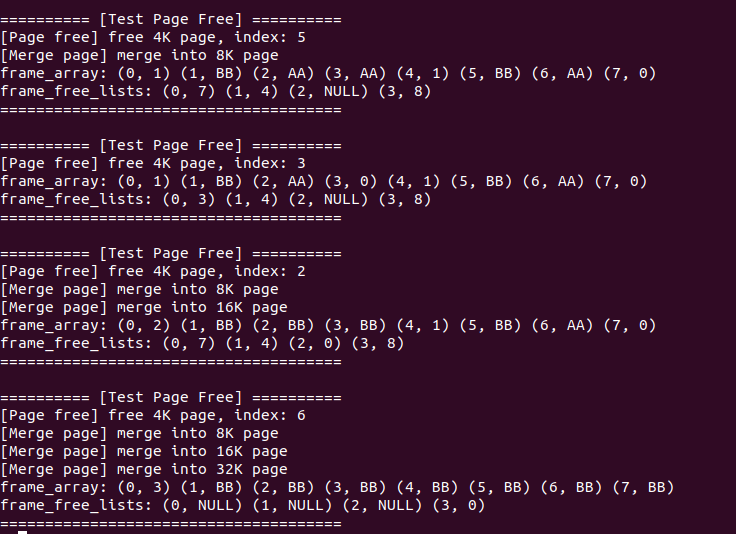 ========== [Test Page Free] ==========
[Page free] free 4K page, index: 5
[Merge page] merge into 8K page
frame_array: (0, 1) (1, BB) (2, AA) (3, AA) (4, 1) (5, BB) (6, AA) (7, 0)
frame_free_lists: (0, 7) (1, 4) (2, NULL) (3, 8)
======================================
========== [Test Page Free] ==========
[Page free] free 4K page, index: 3
frame_array: (0, 1) (1, BB) (2, AA) (3, 0) (4, 1) (5, BB) (6, AA) (7, 0)
frame_free_lists: (0, 3) (1, 4) (2, NULL) (3, 8)
======================================
========== [Test Page Free] ==========
[Page free] free 4K page, index: 2
[Merge page] merge into 8K page
[Merge page] merge into 16K page
frame_array: (0, 2) (1, BB) (2, BB) (3, BB) (4, 1) (5, BB) (6, AA) (7, 0)
frame_free_lists: (0, 7) (1, 4) (2, 0) (3, 8)
======================================
========== [Test Page Free] ==========
[Page free] free 4K page, index: 6
[Merge page] merge into 8K page
[Merge page] merge into 16K page
[Merge page] merge into 32K page
frame_array: (0, 3) (1, BB) (2, BB) (3, BB) (4, BB) (5, BB) (6, BB) (7, BB)
frame_free_lists: (0, NULL) (1, NULL) (2, NULL) (3, 0)
======================================